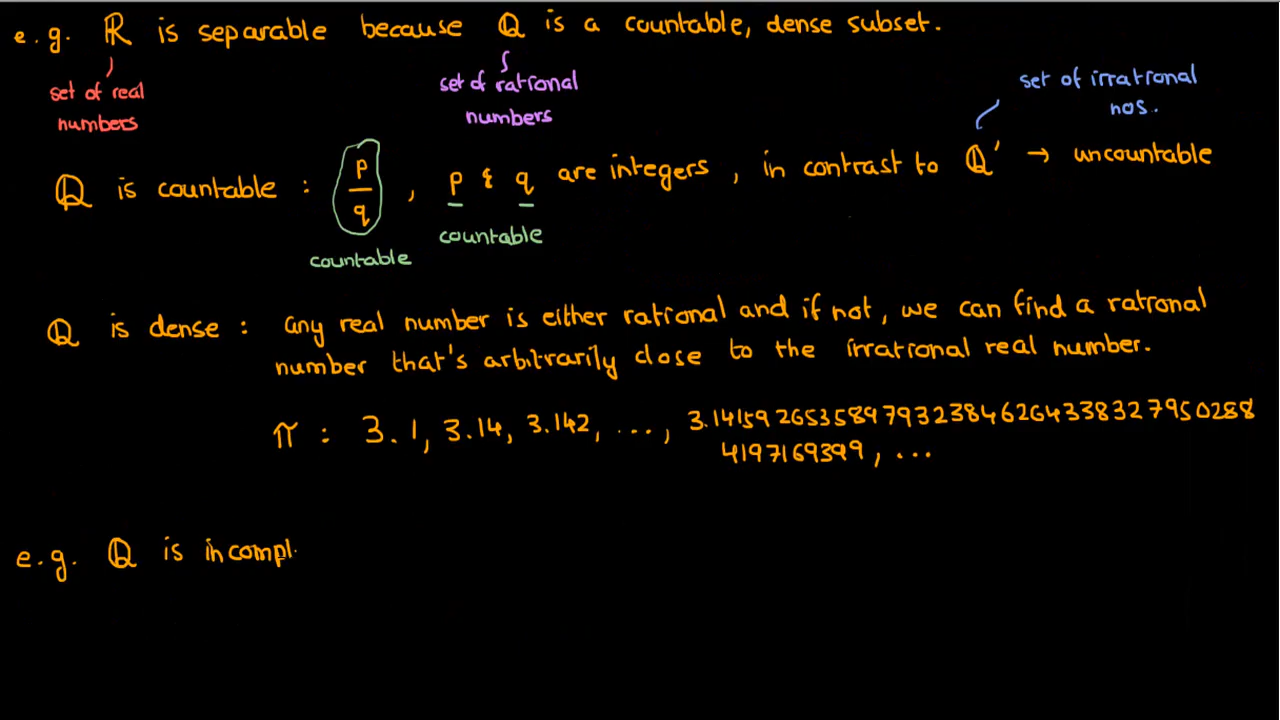 e.g. ℝ is separable because ℚ is a countable, dense subset.
set of real
numbers
set of rational
numbers
set of irrational
nos.
ℚ is countable : p/q , p & q are integers , in contrast to ℚ' → uncountable
countable
countable
ℚ is dense : any real number is either rational and if not, we can find a rational
number that's arbitrarily close to the irrational real number.
π : 3.1, 3.14, 3.142, ..., 3.14159265358979323846264338327950288
4197169399, ...
e.g. ℚ is incompl